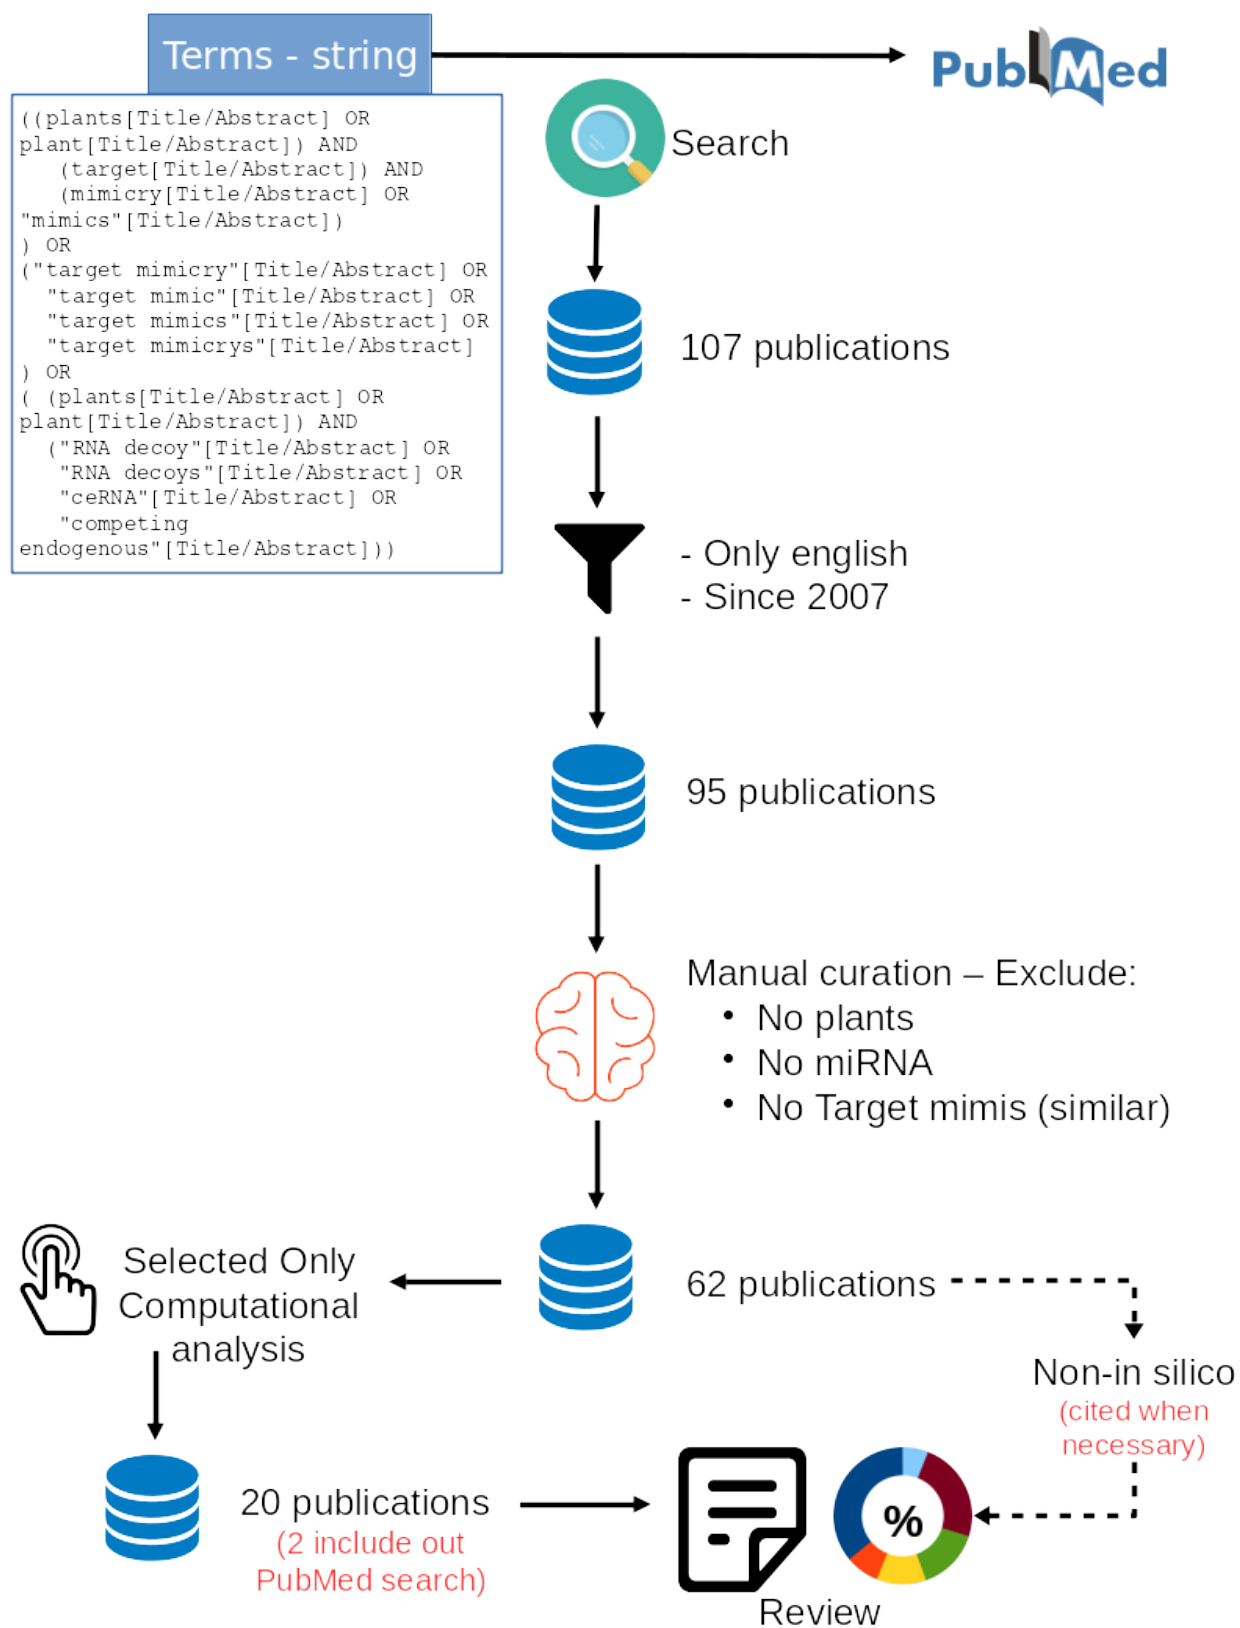 Terms - string
PubMed
((plants[Title/Abstract] OR
plant[Title/Abstract]) AND
(target[Title/Abstract]) AND
(mimicry[Title/Abstract] OR
"mimics"[Title/Abstract])
) OR
("target mimicry"[Title/Abstract] OR
"target mimic"[Title/Abstract] OR
"target mimics"[Title/Abstract] OR
"target mimicrys"[Title/Abstract]
) OR
( (plants[Title/Abstract] OR
plant[Title/Abstract]) AND
("RNA decoy"[Title/Abstract] OR
"RNA decoys"[Title/Abstract] OR
"ceRNA"[Title/Abstract] OR
"competing
endogenous"[Title/Abstract]))
Search
107 publications
- Only english
- Since 2007
95 publications
Manual curation – Exclude:
• No plants
• No miRNA
• No Target mimis (similar)
62 publications
Selected Only
Computational
analysis
Non-in silico
(cited when
necessary)
20 publications
(2 include out
PubMed search)
%
Review